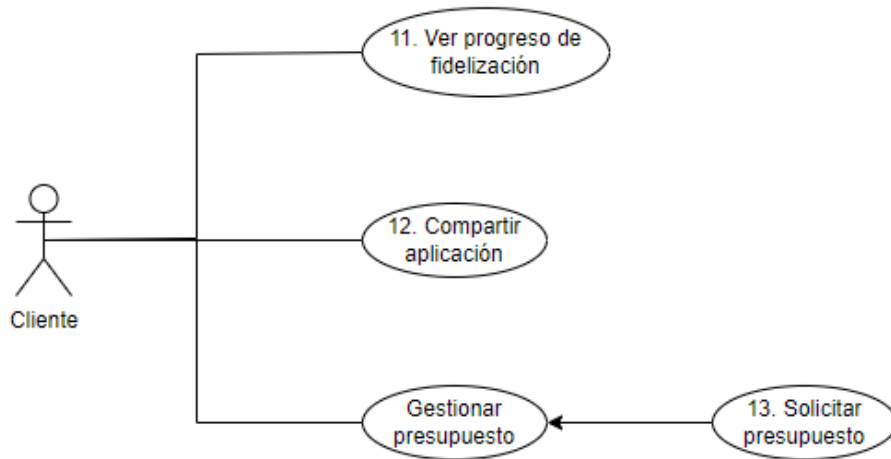 11. Ver progreso de
fidelización
12. Compartir
aplicación
Cliente
Gestionar
presupuesto
13. Solicitar
presupuesto